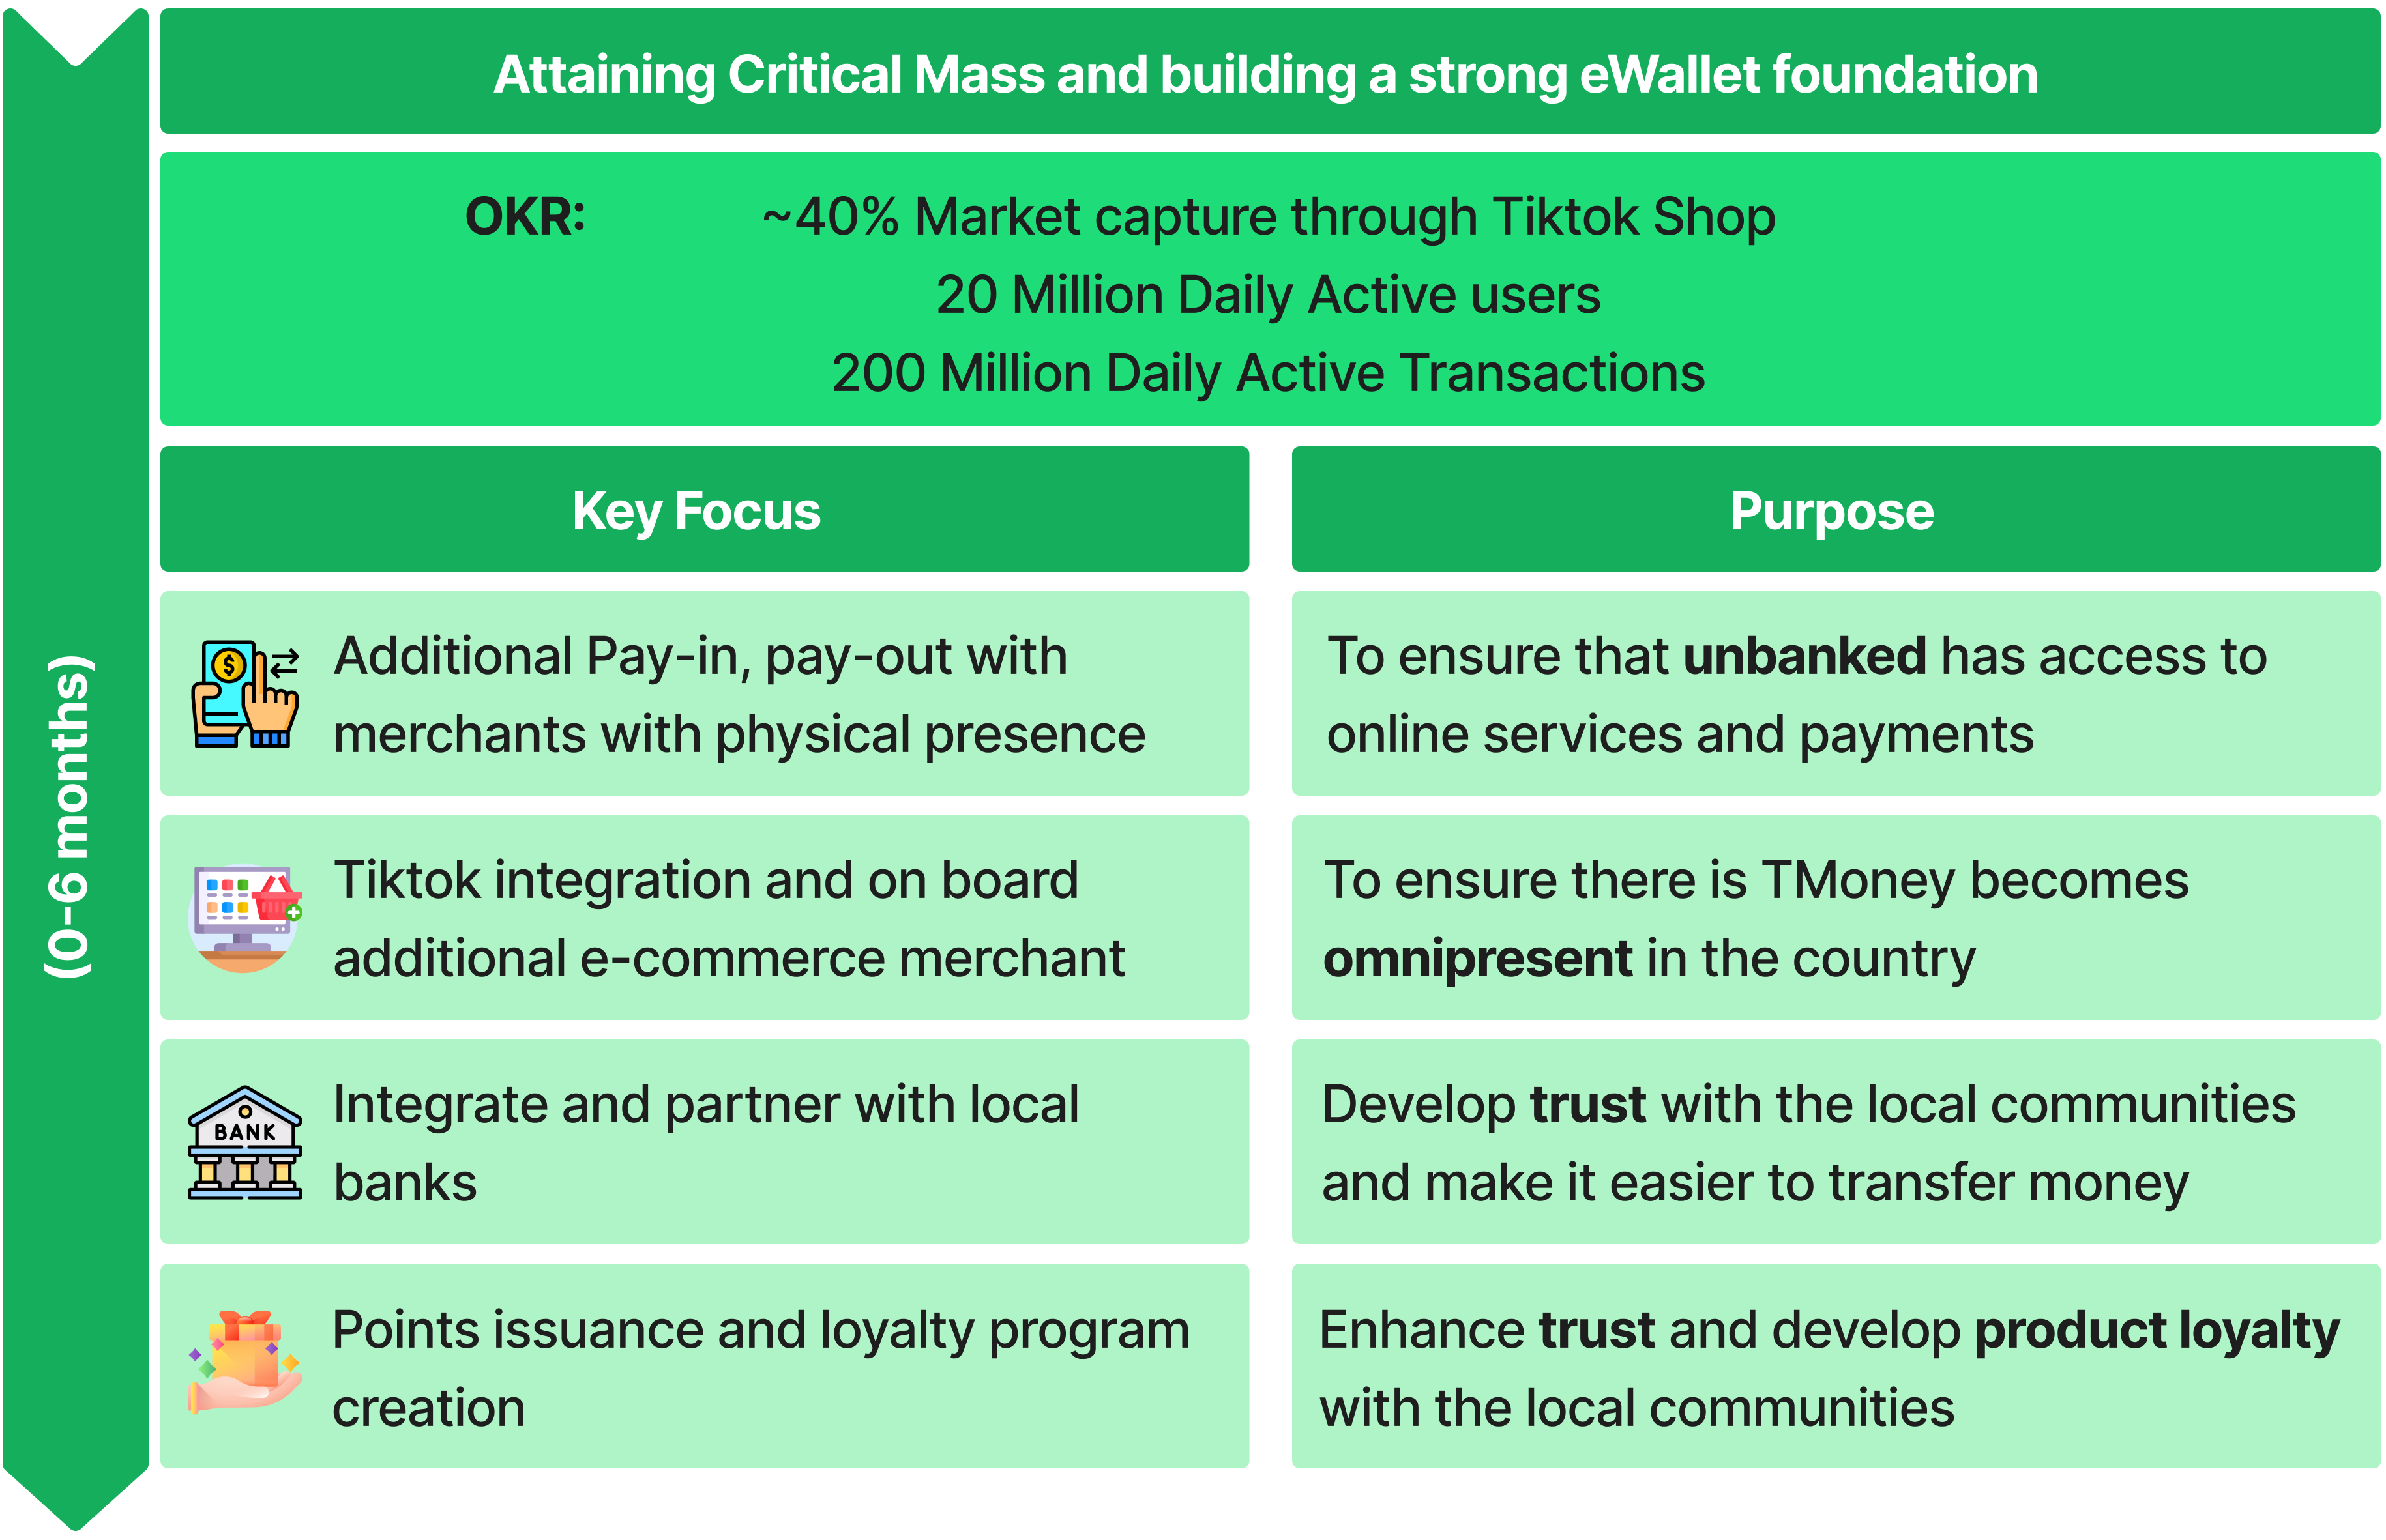 Attaining Critical Mass and building a strong eWallet foundation
OKR: ~40% Market capture through Tiktok Shop
20 Million Daily Active users
200 Million Daily Active Transactions
(0-6 months)
Key Focus
Purpose
Additional Pay-in, pay-out with
merchants with physical presence
To ensure that unbanked has access to
online services and payments
Tiktok integration and on board
additional e-commerce merchant
To ensure there is TMoney becomes
omnipresent in the country
BANK
Integrate and partner with local
banks
Develop trust with the local communities
and make it easier to transfer money
Points issuance and loyalty program
creation
Enhance trust and develop product loyalty
with the local communities